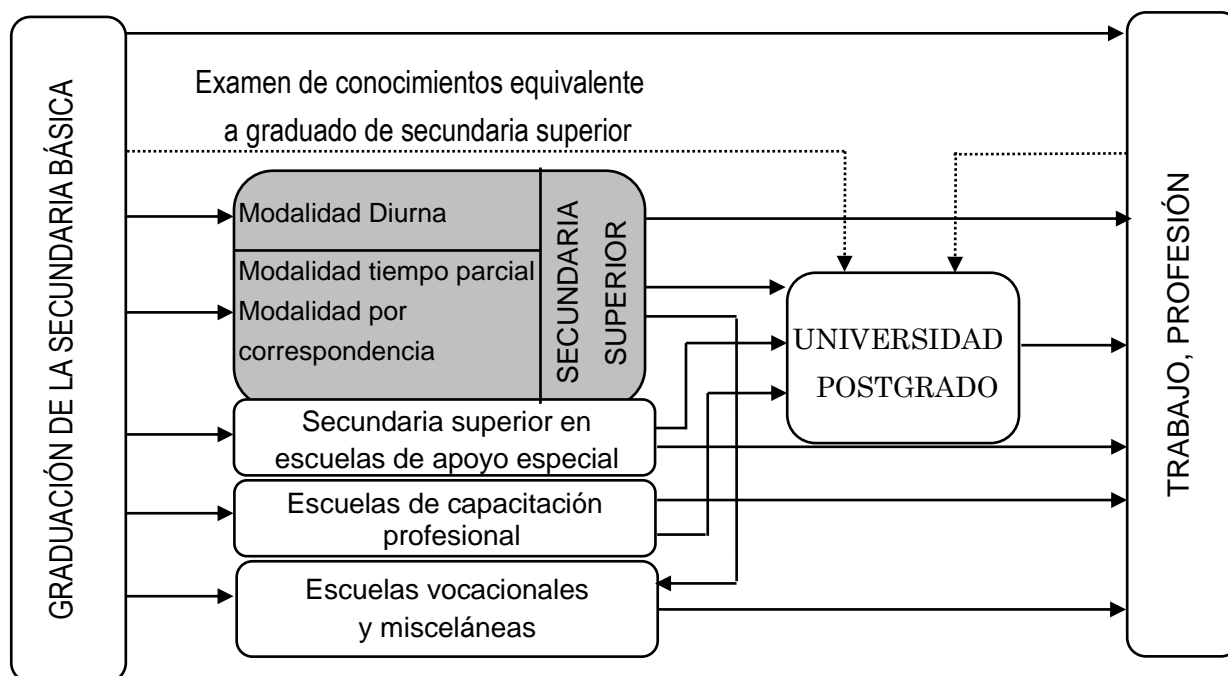 GRADUACIÓN DE LA SECUNDARIA BÁSICA
Examen de conocimientos equivalente
a graduado de secundaria superior
Modalidad Diurna
Modalidad tiempo parcial
Modalidad por
correspondencia
SECUNDARIA
SUPERIOR
Secundaria superior en
escuelas de apoyo especial
Escuelas de capacitación
profesional
Escuelas vocacionales
y misceláneas
UNIVERSIDAD
POSTGRADO
TRABAJO, PROFESIÓN